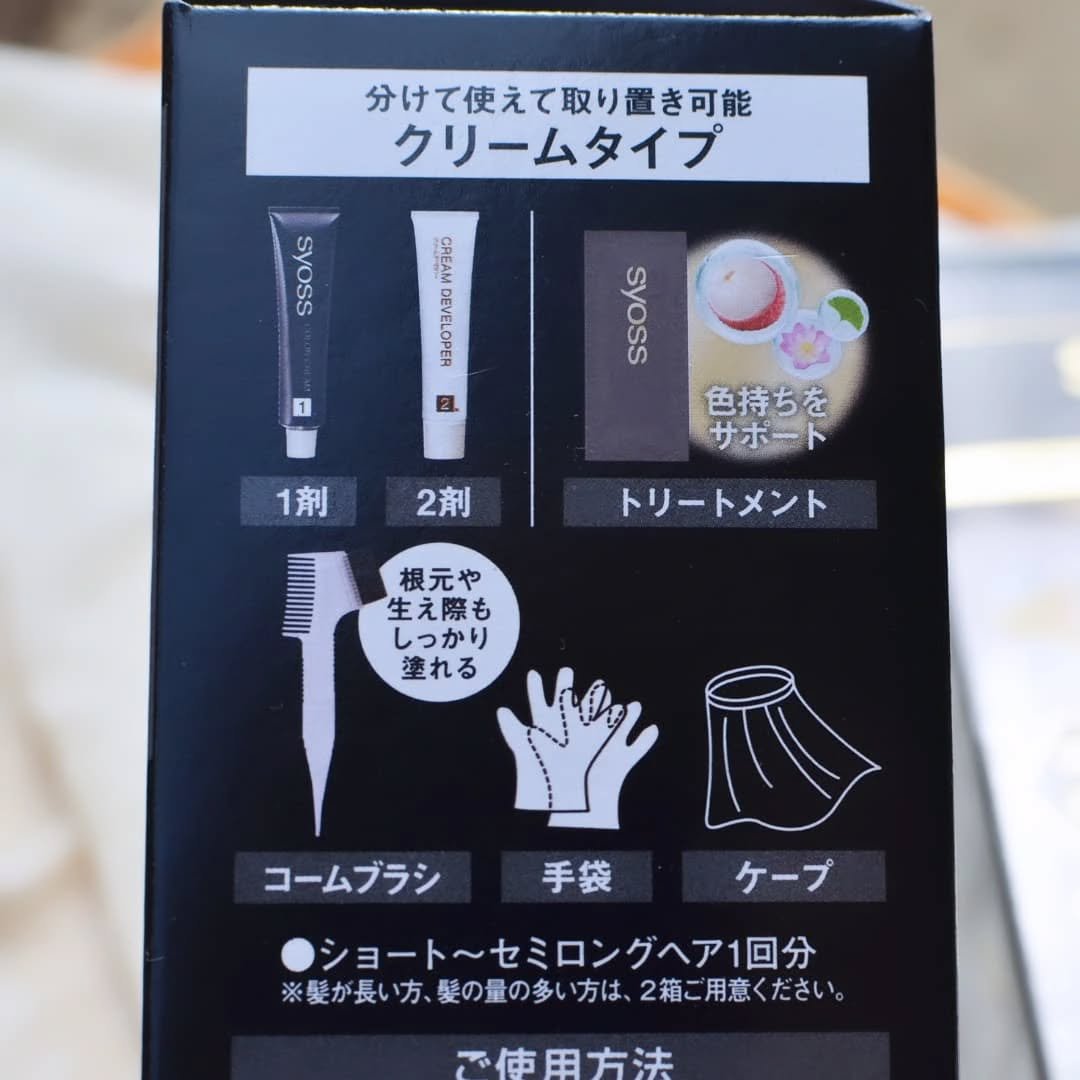 分けて使えて取り置き可能
クリームタイプ
syoss
COLOR CREAM
1
CREAM DEVELOPER
2
syoss
色持ちを
サポート
1剤
2剤
トリートメント
根元や
生え際も
しっかり
塗れる
コームブラシ
手袋
ケープ
●ショート～セミロングヘア1回分
※髪が長い方、髪の量の多い方は、2箱ご用意ください。
ご使用方法